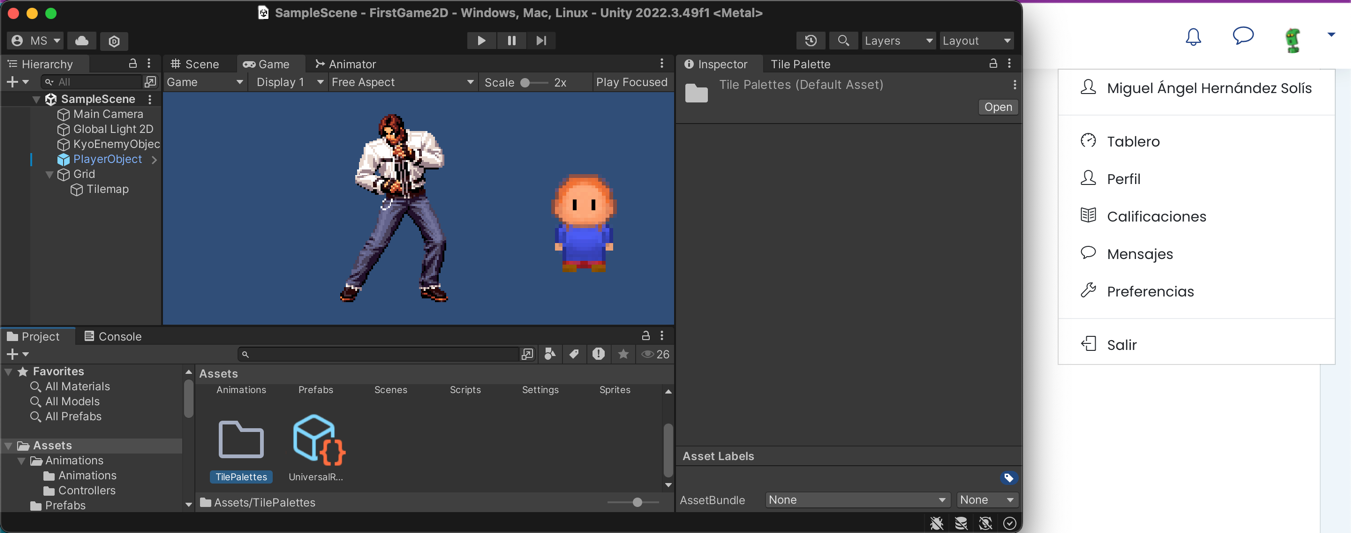 SampleScene - FirstGame2D - Windows, Mac, Linux - Unity 2022.3.49f1 <Metal>
MS
Layers
Layout
Hierarchy
All
SampleScene
Main Camera
Global Light 2D
KyoEnemyObjec
PlayerObject
Grid
Tilemap
Scene
Game
Animator
Game
Display 1
Free Aspect
Scale
2x
Play Focused
Inspector
Tile Palette
Tile Palettes (Default Asset)
Open
Asset Labels
AssetBundle
None
None
Project
Console
26
Favorites
All Materials
All Models
All Prefabs
Assets
Animations
Animations
Controllers
Prefabs
Assets
Animations
Prefabs
Scenes
Scripts
Settings
Sprites
TilePalettes
UniversalR...
Assets/TilePalettes
Miguel Ángel Hernández Solís
Tablero
Perfil
Calificaciones
Mensajes
Preferencias
Salir